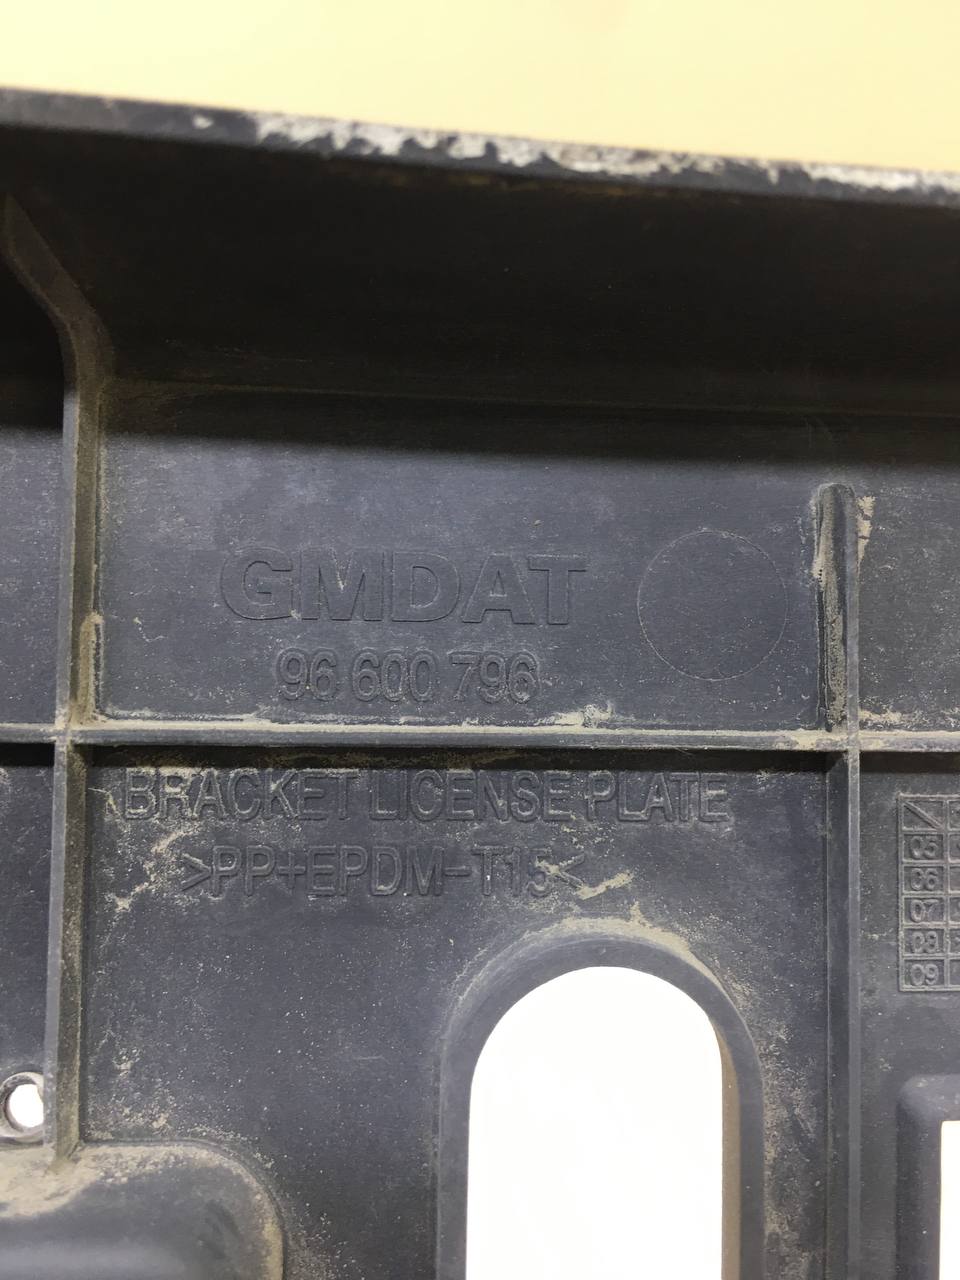 GMDAT
96 600 796
BRACKET LICENSE PLATE
>PP+EPDM-T15<
05
06
07
08
09